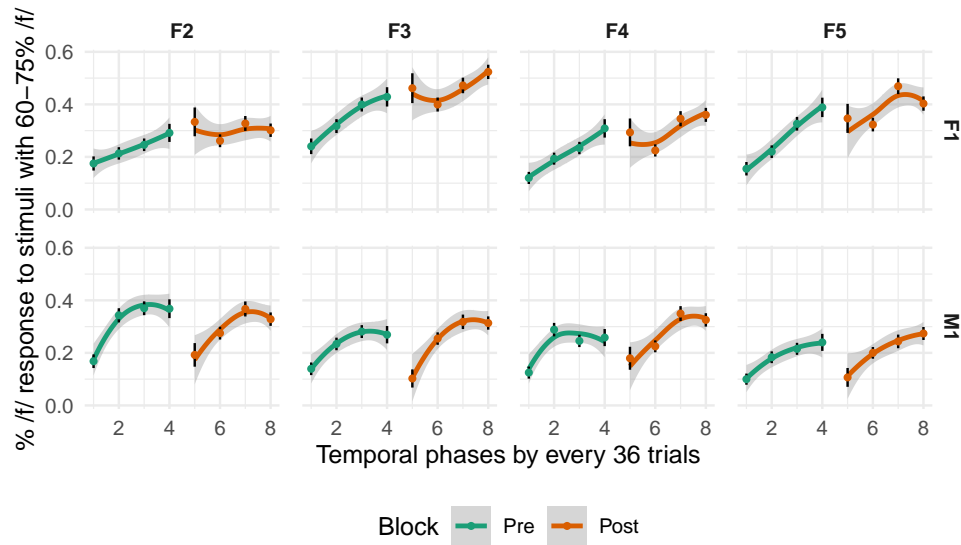 % /f/ response to stimuli with 60−75% /f/
F2 F3 F4 F5
0.6
0.4
0.2
0.0
F1
0.6
0.4
0.2
0.0
M1
2 4 6 8 2 4 6 8 2 4 6 8 2 4 6 8
Temporal phases by every 36 trials
Block Pre Post